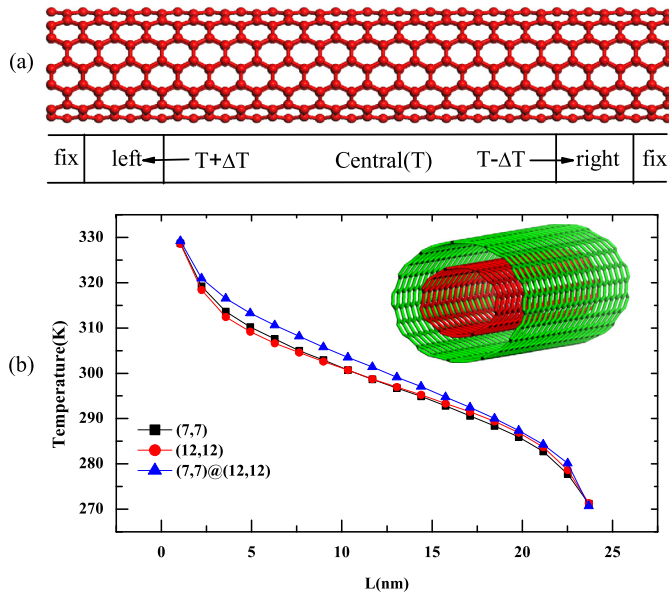 (a)
fix left T+ΔT Central(T) T-ΔT right fix
(b)
Temperature(K)
330
320
310
300
290
280
270
(7,7)
(12,12)
(7,7)@(12,12)
0 5 10 15 20 25
L(nm)